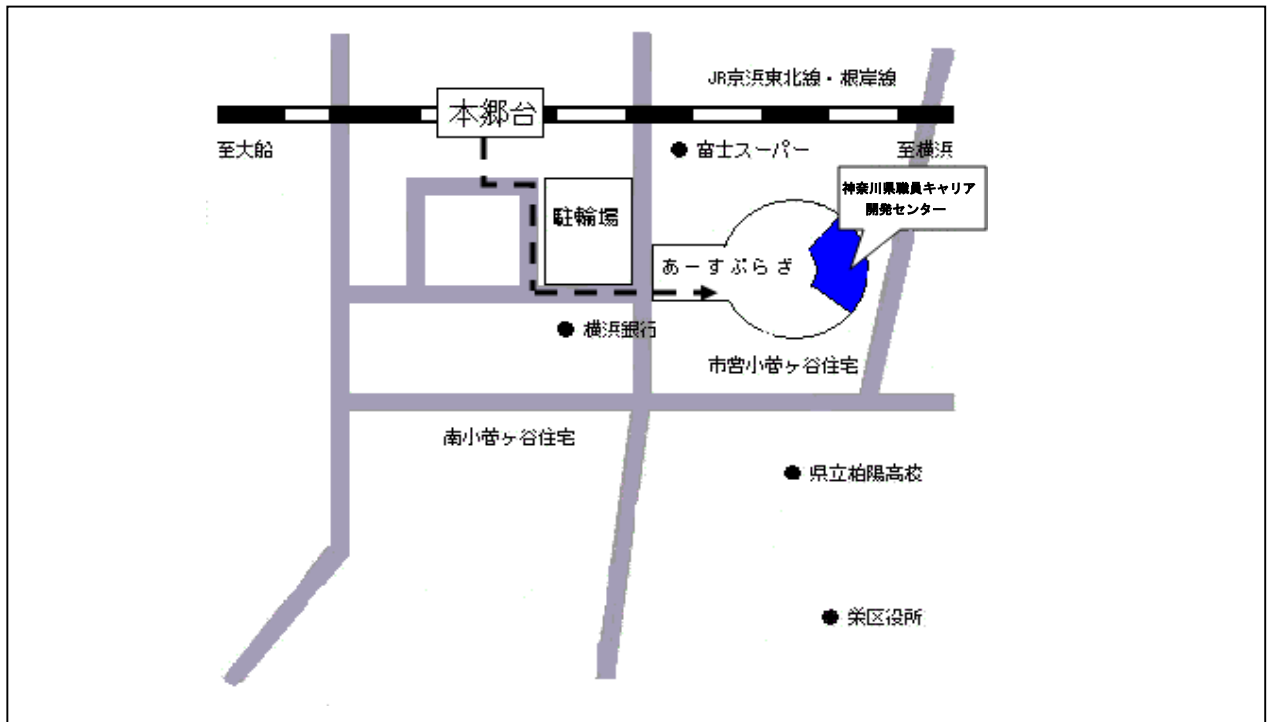 JR京浜東北線・根岸線
本郷台
至大船
富士スーパー
至横浜
神奈川県職員キャリア
開発センター
駐輪場
あーすぷらざ
横浜銀行
市営小菅ヶ谷住宅
南小菅ヶ谷住宅
県立柏陽高校
栄区役所